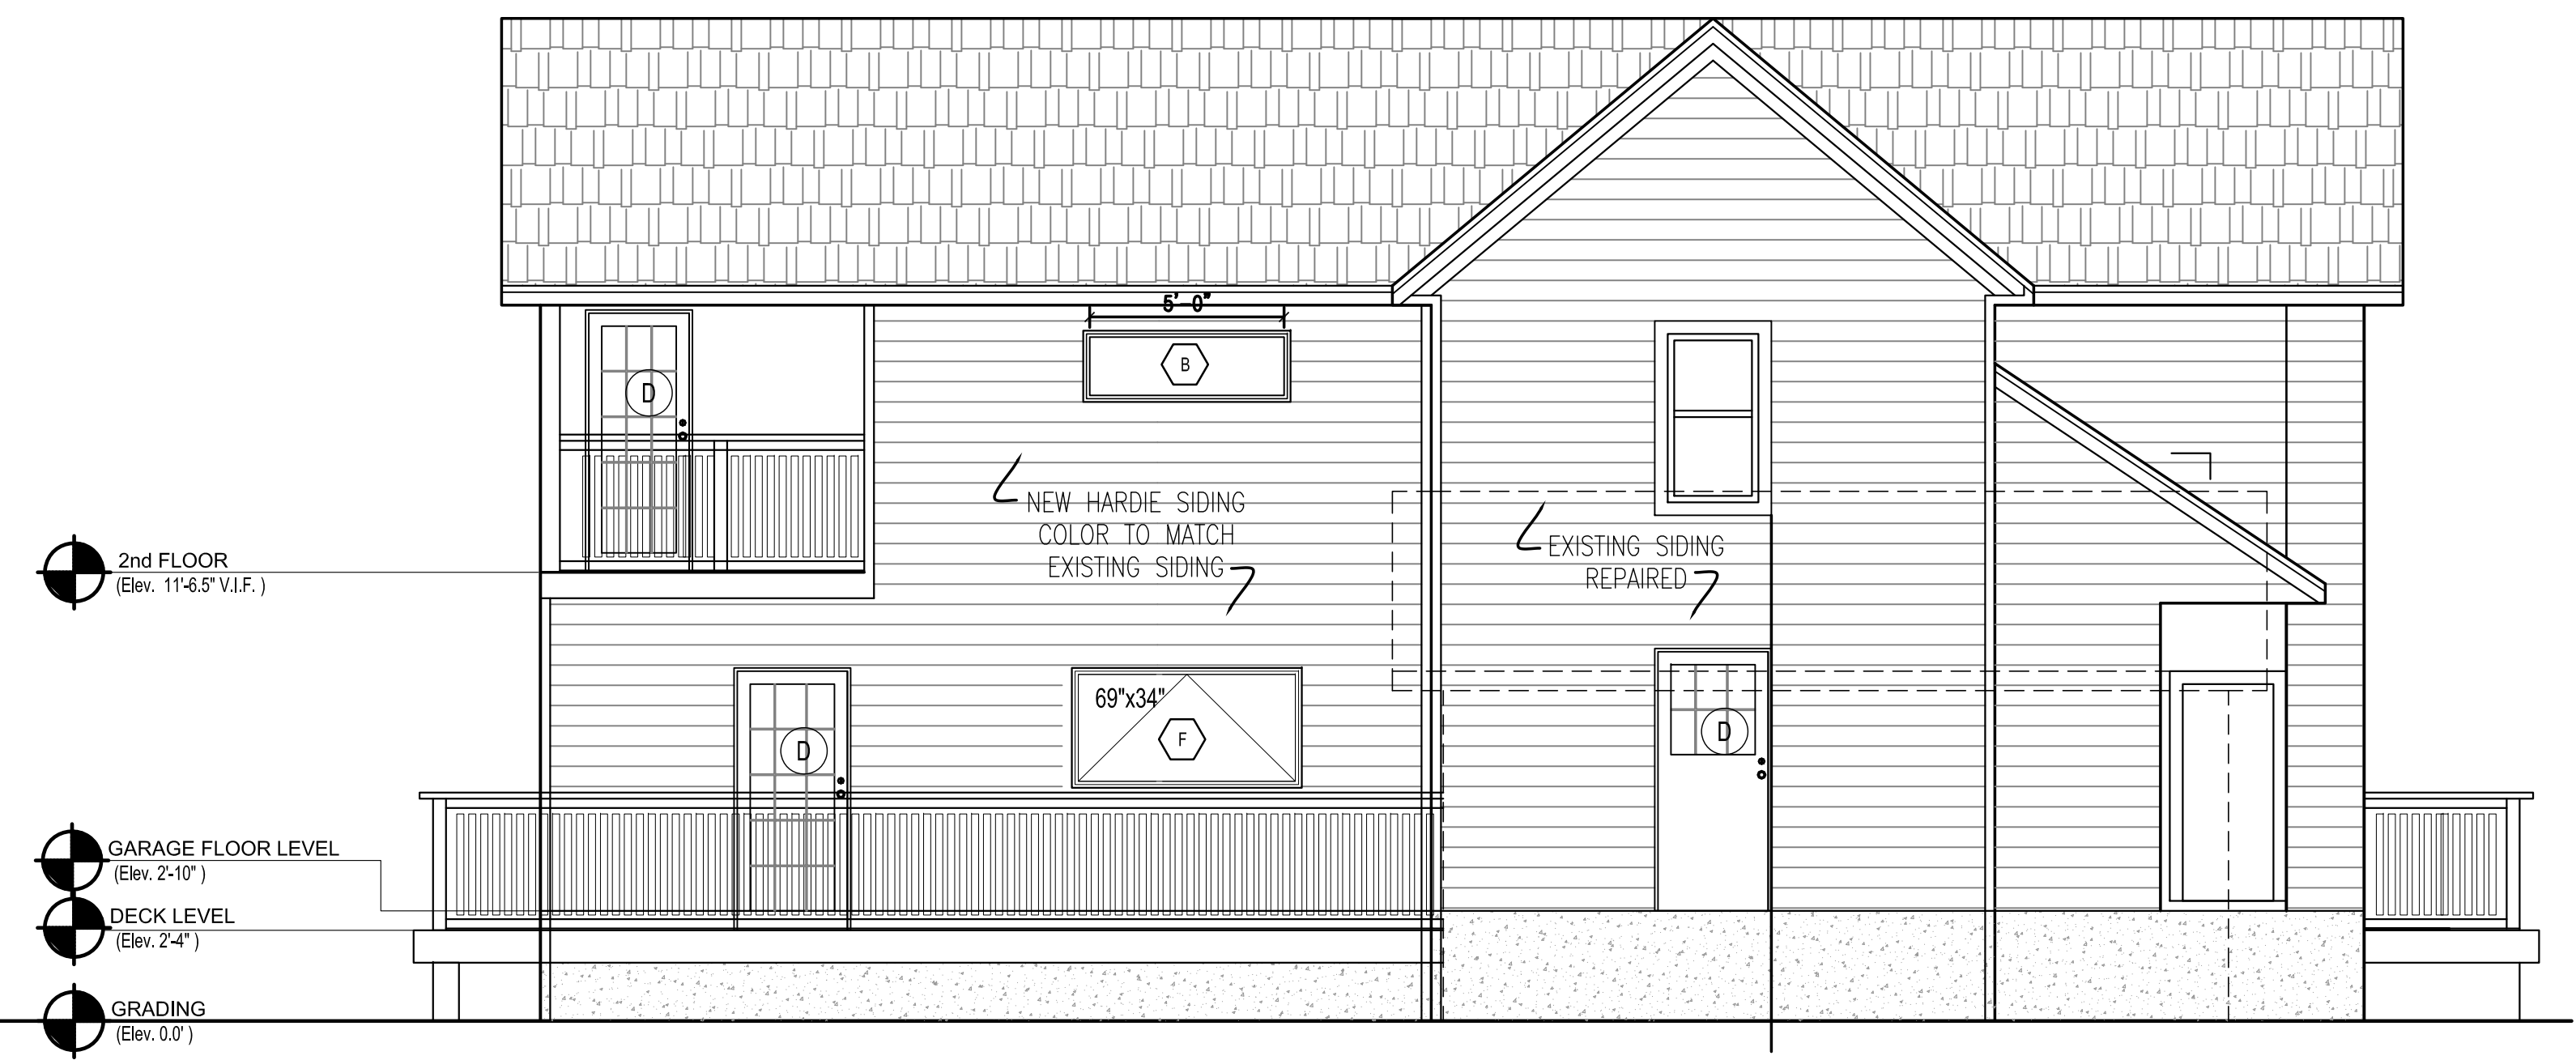 5'-0"
B
D
NEW HARDIE SIDING
COLOR TO MATCH
EXISTING SIDING
EXISTING SIDING
REPAIRED
2nd FLOOR
(Elev. 11'-6.5" V.I.F. )
69"x34"
F
D
D
GARAGE FLOOR LEVEL
(Elev. 2'-10" )
DECK LEVEL
(Elev. 2'-4" )
GRADING
(Elev. 0.0' )